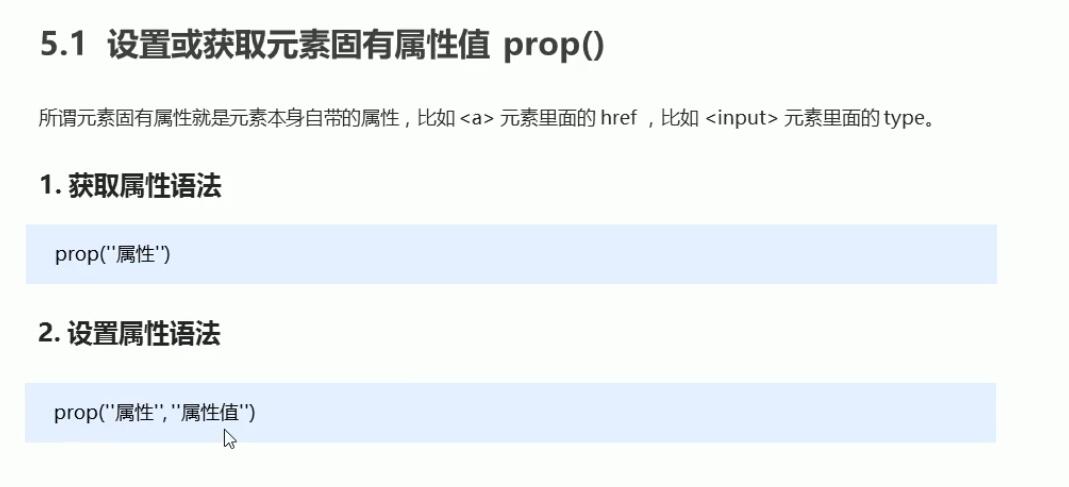 5.1 设置或获取元素固有属性值 prop()
所谓元素固有属性就是元素本身自带的属性，比如 <a> 元素里面的 href ，比如 <input> 元素里面的 type。
1. 获取属性语法
prop(''属性'')
2. 设置属性语法
prop(''属性'', ''属性值'')